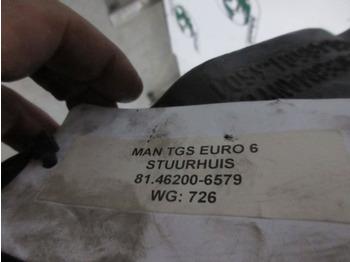 MAN TGS EURO 6
STUURHUIS
81.46200-6579
WG: 726